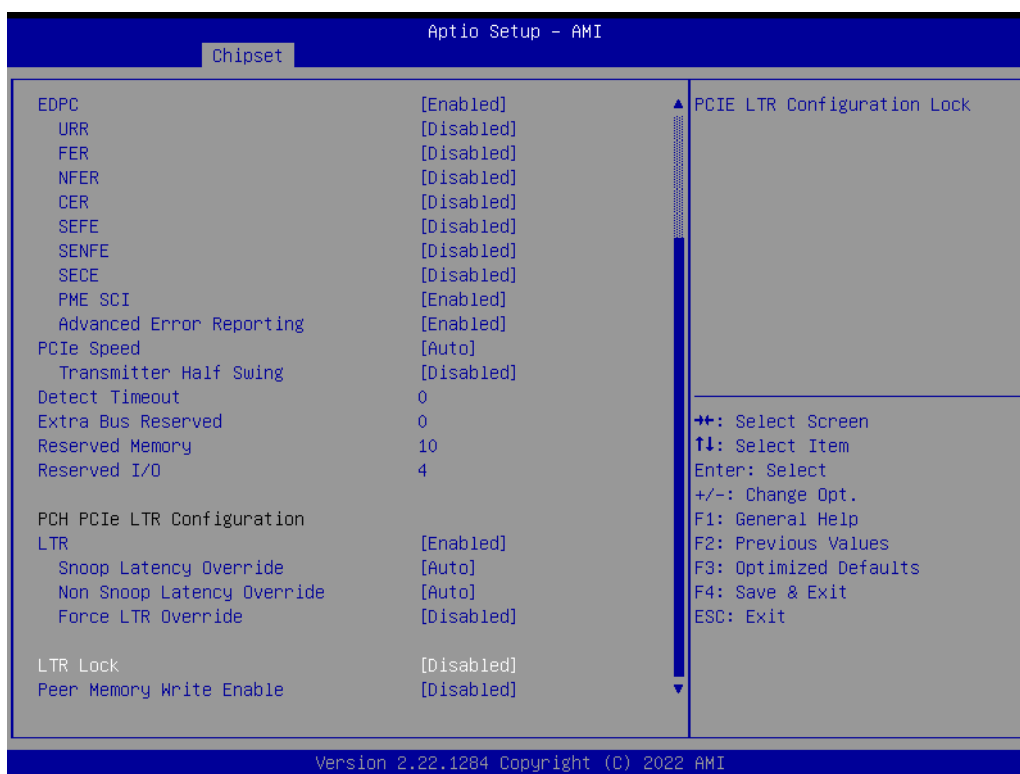 Aptio Setup - AMI
Chipset
EDPC [Enabled]
URR [Disabled]
FER [Disabled]
NFER [Disabled]
CER [Disabled]
SEFE [Disabled]
SENFE [Disabled]
SECE [Disabled]
PME SCI [Enabled]
Advanced Error Reporting [Enabled]
PCIe Speed [Auto]
Transmitter Half Swing [Disabled]
Detect Timeout 0
Extra Bus Reserved 0
Reserved Memory 10
Reserved I/O 4
PCH PCIe LTR Configuration
LTR [Enabled]
Snoop Latency Override [Auto]
Non Snoop Latency Override [Auto]
Force LTR Override [Disabled]
LTR Lock [Disabled]
Peer Memory Write Enable [Disabled]
PCIE LTR Configuration Lock
→←: Select Screen
↑↓: Select Item
Enter: Select
+/-: Change Opt.
F1: General Help
F2: Previous Values
F3: Optimized Defaults
F4: Save & Exit
ESC: Exit
Version 2.22.1284 Copyright (C) 2022 AMI